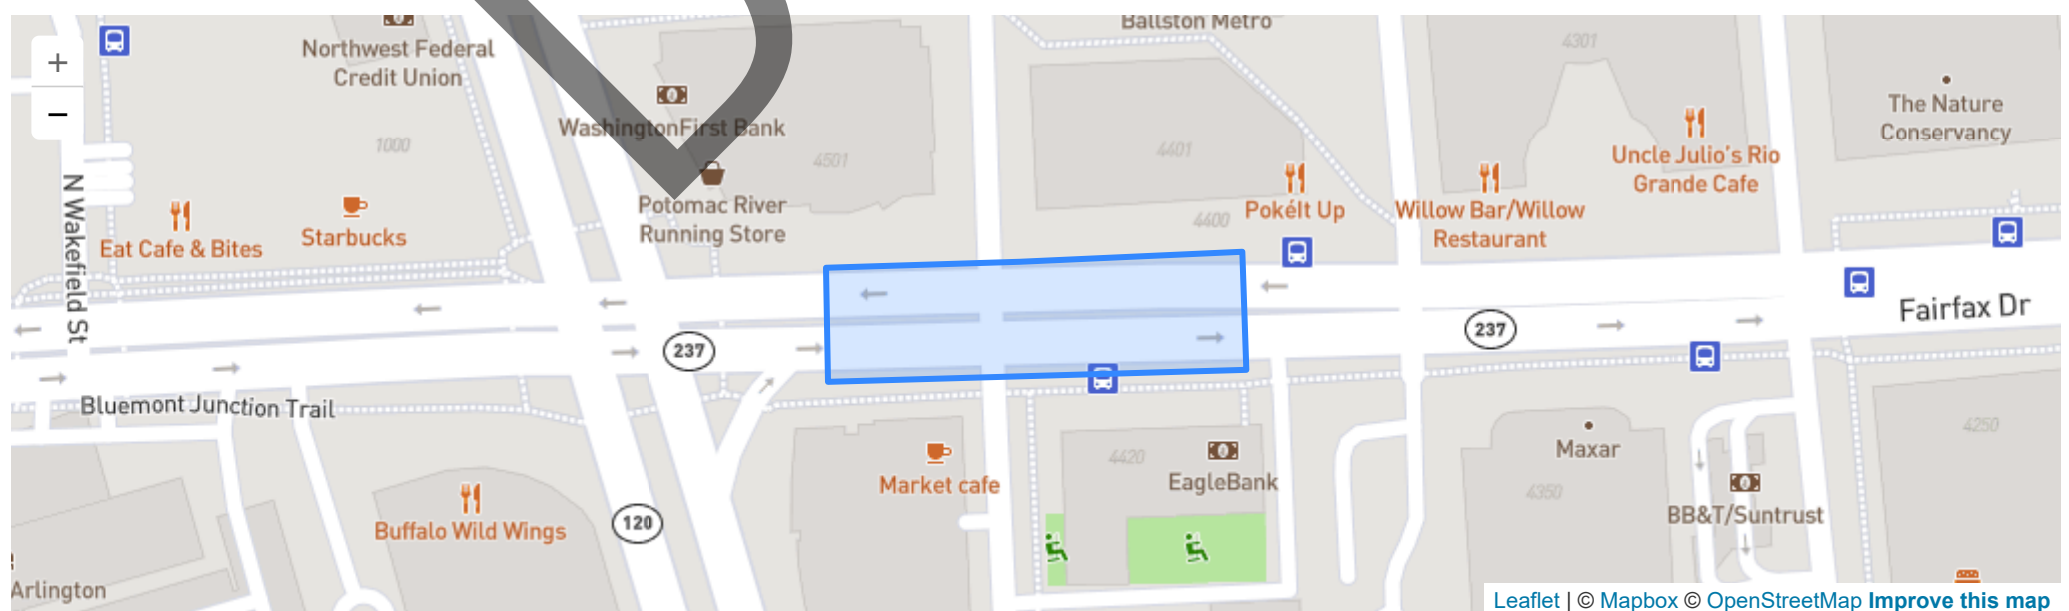 Ballston Metro
4301
Northwest Federal
Credit Union
+
−
WashingtonFirst Bank
The Nature
Conservancy
1000
4501
4401
Uncle Julio's Rio
Grande Cafe
N Wakefield St
Potomac River
Running Store
4400
PokéIt Up
Willow Bar/Willow
Restaurant
Eat Cafe & Bites
Starbucks
Fairfax Dr
237
237
Bluemont Junction Trail
4250
Maxar
4420
EagleBank
Market cafe
4350
BB&T/Suntrust
120
Buffalo Wild Wings
Arlington
Leaflet | © Mapbox © OpenStreetMap Improve this map